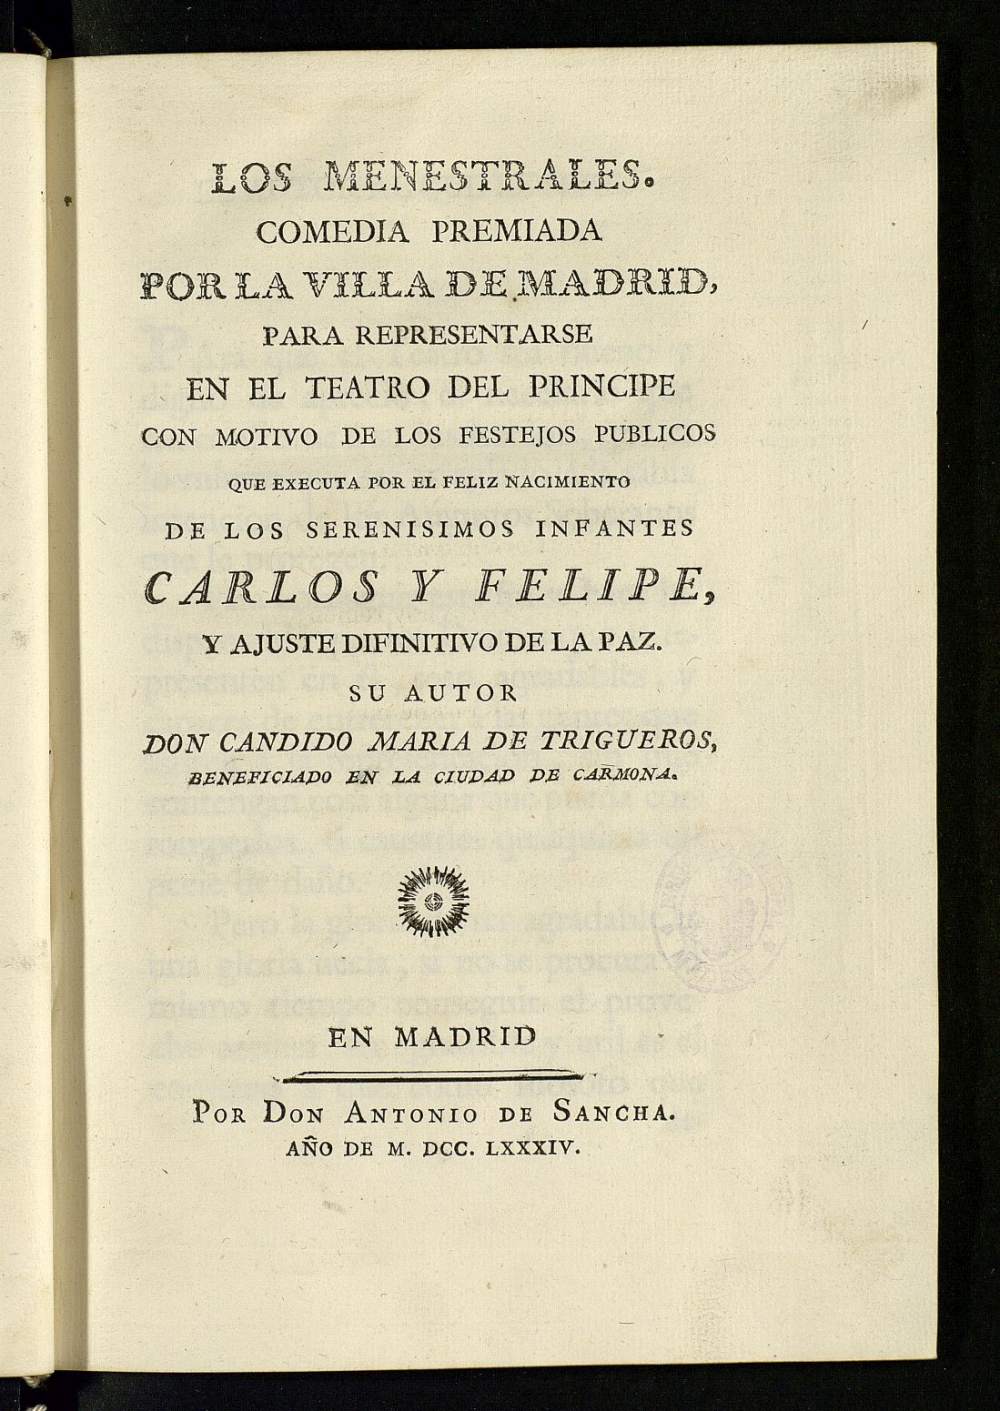 LOS MENESTRALES.
COMEDIA PREMIADA
POR LA VILLA DE MADRID,
PARA REPRESENTARSE
EN EL TEATRO DEL PRINCIPE
CON MOTIVO DE LOS FESTEJOS PUBLICOS
QUE EXECUTA POR EL FELIZ NACIMIENTO
DE LOS SERENISIMOS INFANTES
CARLOS Y FELIPE,
Y AJUSTE DIFINITIVO DE LA PAZ.
SU AUTOR
DON CANDIDO MARIA DE TRIGUEROS,
BENEFICIADO EN LA CIUDAD DE CARMONA.
EN MADRID
POR DON ANTONIO DE SANCHA.
AÑO DE M. DCC. LXXXIV.